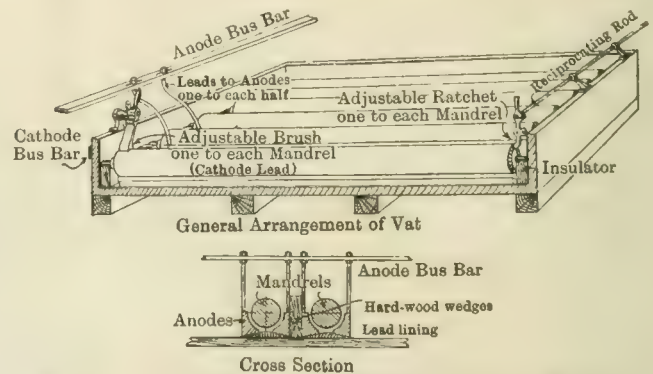 Anode Bus Bar
Leads to Anodes
one to each half
Reciprocating Rod
Adjustable Ratchet
one to each Mandrel
Cathode
Bus Bar
Adjustable Brush
one to each Mandrel
(Cathode Lead)
Insulator
General Arrangement of Vat
Mandrels
Anode Bus Bar
Hard-wood wedges
Anodes
Lead lining
Cross Section